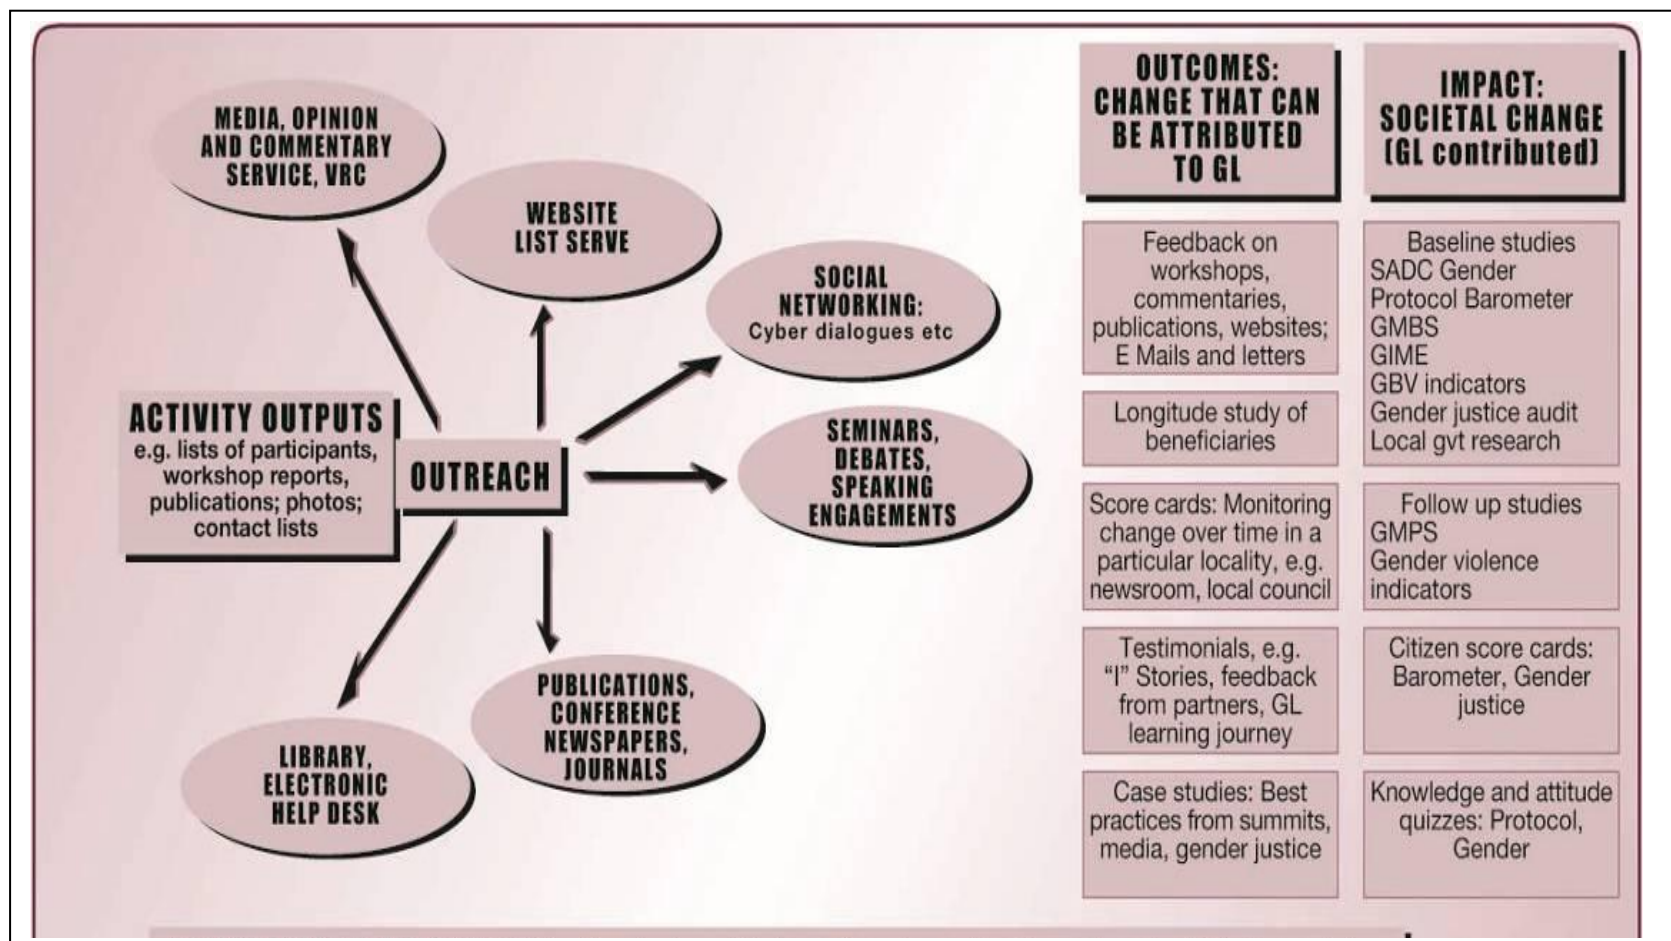 MEDIA, OPINION
AND COMMENTARY
SERVICE, VRC
WEBSITE
LIST SERVE
SOCIAL
NETWORKING:
Cyber dialogues etc
SEMINARS,
DEBATES,
SPEAKING
ENGAGEMENTS
ACTIVITY OUTPUTS
e.g. lists of participants,
workshop reports,
publications; photos;
contact lists
OUTREACH
PUBLICATIONS,
CONFERENCE
NEWSPAPERS,
JOURNALS
LIBRARY,
ELECTRONIC
HELP DESK
OUTCOMES:
CHANGE THAT CAN
BE ATTRIBUTED
TO GL
Feedback on
workshops,
commentaries,
publications, websites;
E Mails and letters
Longitude study of
beneficiaries
Score cards: Monitoring
change over time in a
particular locality, e.g.
newsroom, local council
Testimonials, e.g.
“I” Stories, feedback
from partners, GL
learning journey
Case studies: Best
practices from summits,
media, gender justice
IMPACT:
SOCIETAL CHANGE
(GL contributed)
Baseline studies
SADC Gender
Protocol Barometer
GMBS
GIME
GBV indicators
Gender justice audit
Local gvt research
Follow up studies
GMPS
Gender violence
indicators
Citizen score cards:
Barometer, Gender
justice
Knowledge and attitude
quizzes: Protocol,
Gender